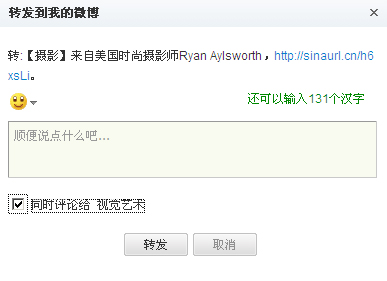 转发到我的微博
转:【摄影】来自美国时尚摄影师Ryan Aylsworth，http://sinaurl.cn/h6
xsLi。
还可以输入131个汉字
顺便说点什么吧...
同时评论给 视觉艺术
转发 取消